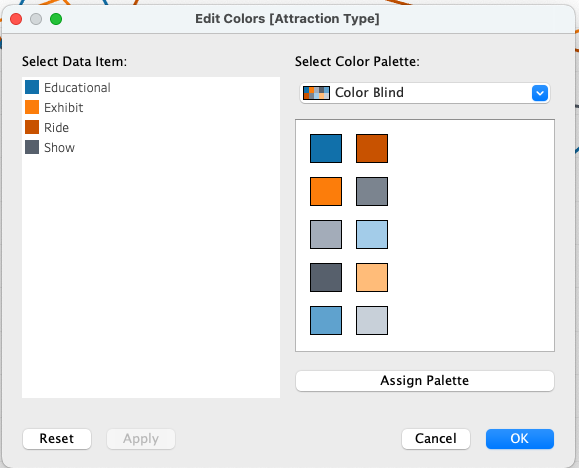 Edit Colors [Attraction Type]
Select Data Item:
Educational
Exhibit
Ride
Show
Select Color Palette:
Color Blind
Assign Palette
Reset
Apply
Cancel
OK